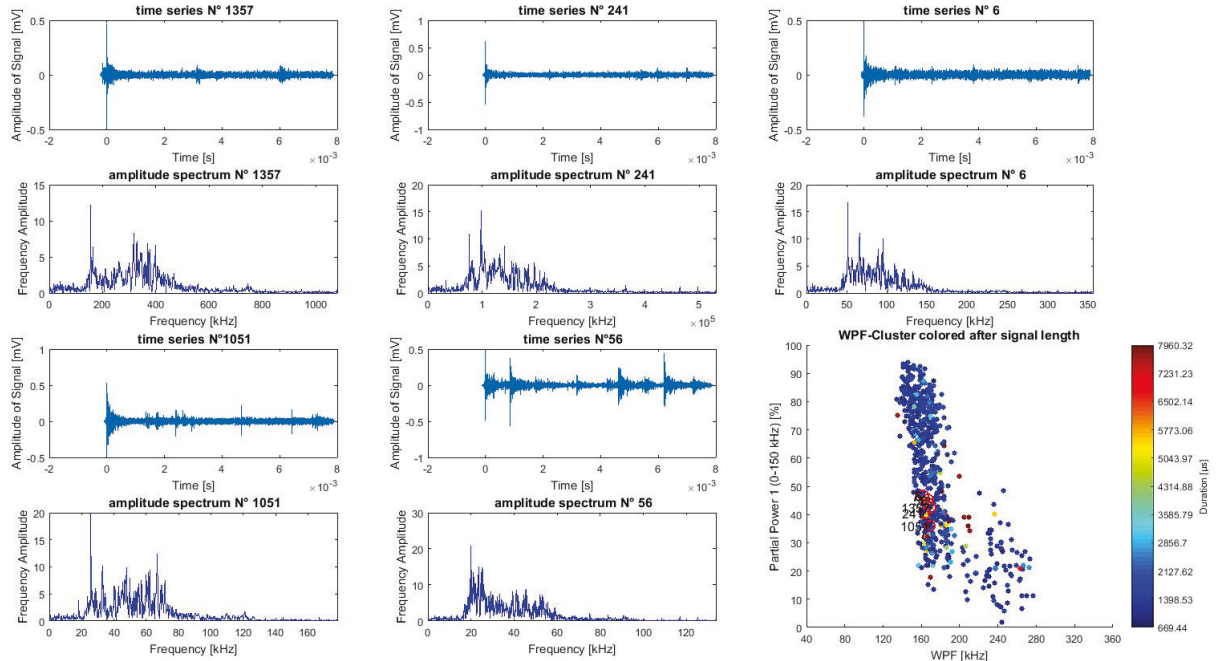 time series N° 1357
Amplitude of Signal [mV]
0.5
0
-0.5
-2 0 2 4 6 8
Time [s]
×10⁻³
time series N° 241
Amplitude of Signal [mV]
1
0.5
0
-0.5
-1
-2 0 2 4 6 8
Time [s]
×10⁻³
time series N° 6
Amplitude of Signal [mV]
0.5
0
-0.5
-2 0 2 4 6 8
Time [s]
×10⁻³
amplitude spectrum N° 1357
Frequency Amplitude
15
10
5
0
0 200 400 600 800 1000
Frequency [kHz]
amplitude spectrum N° 241
Frequency Amplitude
20
15
10
5
0
0 1 2 3 4 5
Frequency [kHz]
×10⁵
amplitude spectrum N° 6
Frequency Amplitude
20
15
10
5
0
0 50 100 150 200 250 300 350
Frequency [kHz]
time series N°1051
Amplitude of Signal [mV]
1
0.5
0
-0.5
-1
-2 0 2 4 6 8
Time [s]
×10⁻³
time series N°56
Amplitude of Signal [mV]
0.5
0
-0.5
-1
-2 0 2 4 6 8
Time [s]
×10⁻³
amplitude spectrum N° 1051
Frequency Amplitude
20
15
10
5
0
0 20 40 60 80 100 120 140 160
Frequency [kHz]
amplitude spectrum N° 56
Frequency Amplitude
30
20
10
0
0 20 40 60 80 100 120
Frequency [kHz]
WPF-Cluster colored after signal length
Partial Power 1 (0-150 kHz) [%]
100
90
80
70
60
50
40
30
20
10
0
1357
241
1051
40 80 120 160 200 240 280 320 360
WPF [kHz]
7960.32
7231.23
6502.14
5773.06
5043.97
4314.88
3585.79
2856.7
2127.62
1398.53
669.44
Duration [µs]